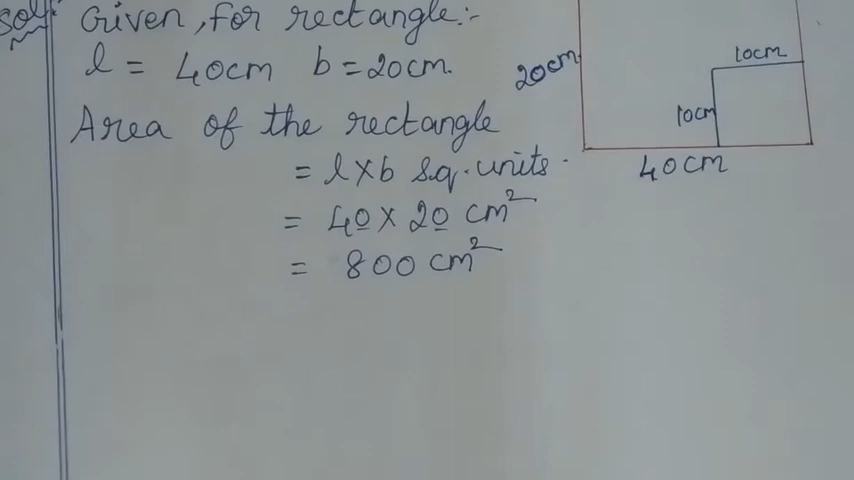 Soln: Given, for rectangle:-
l = 40cm b = 20cm.
Area of the rectangle
= l x b sq. units.
= 40 x 20 cm²
= 800 cm²
20cm
10cm
10cm
40cm